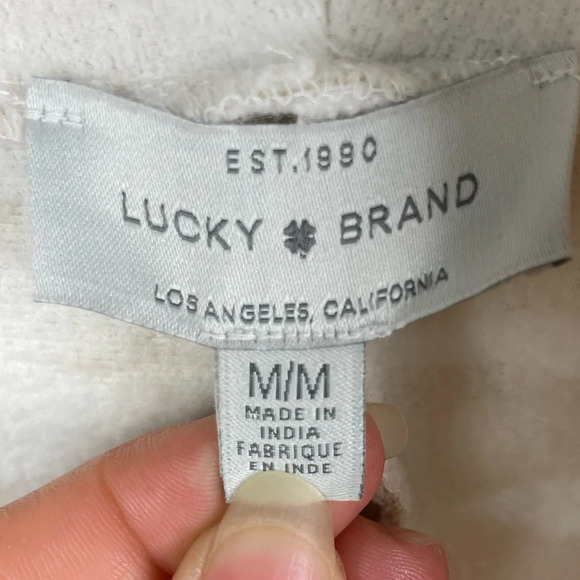 EST.1990
LUCKY BRAND
LOS ANGELES, CALIFORNIA
M/M
MADE IN
INDIA
FABRIQUE
EN INDE